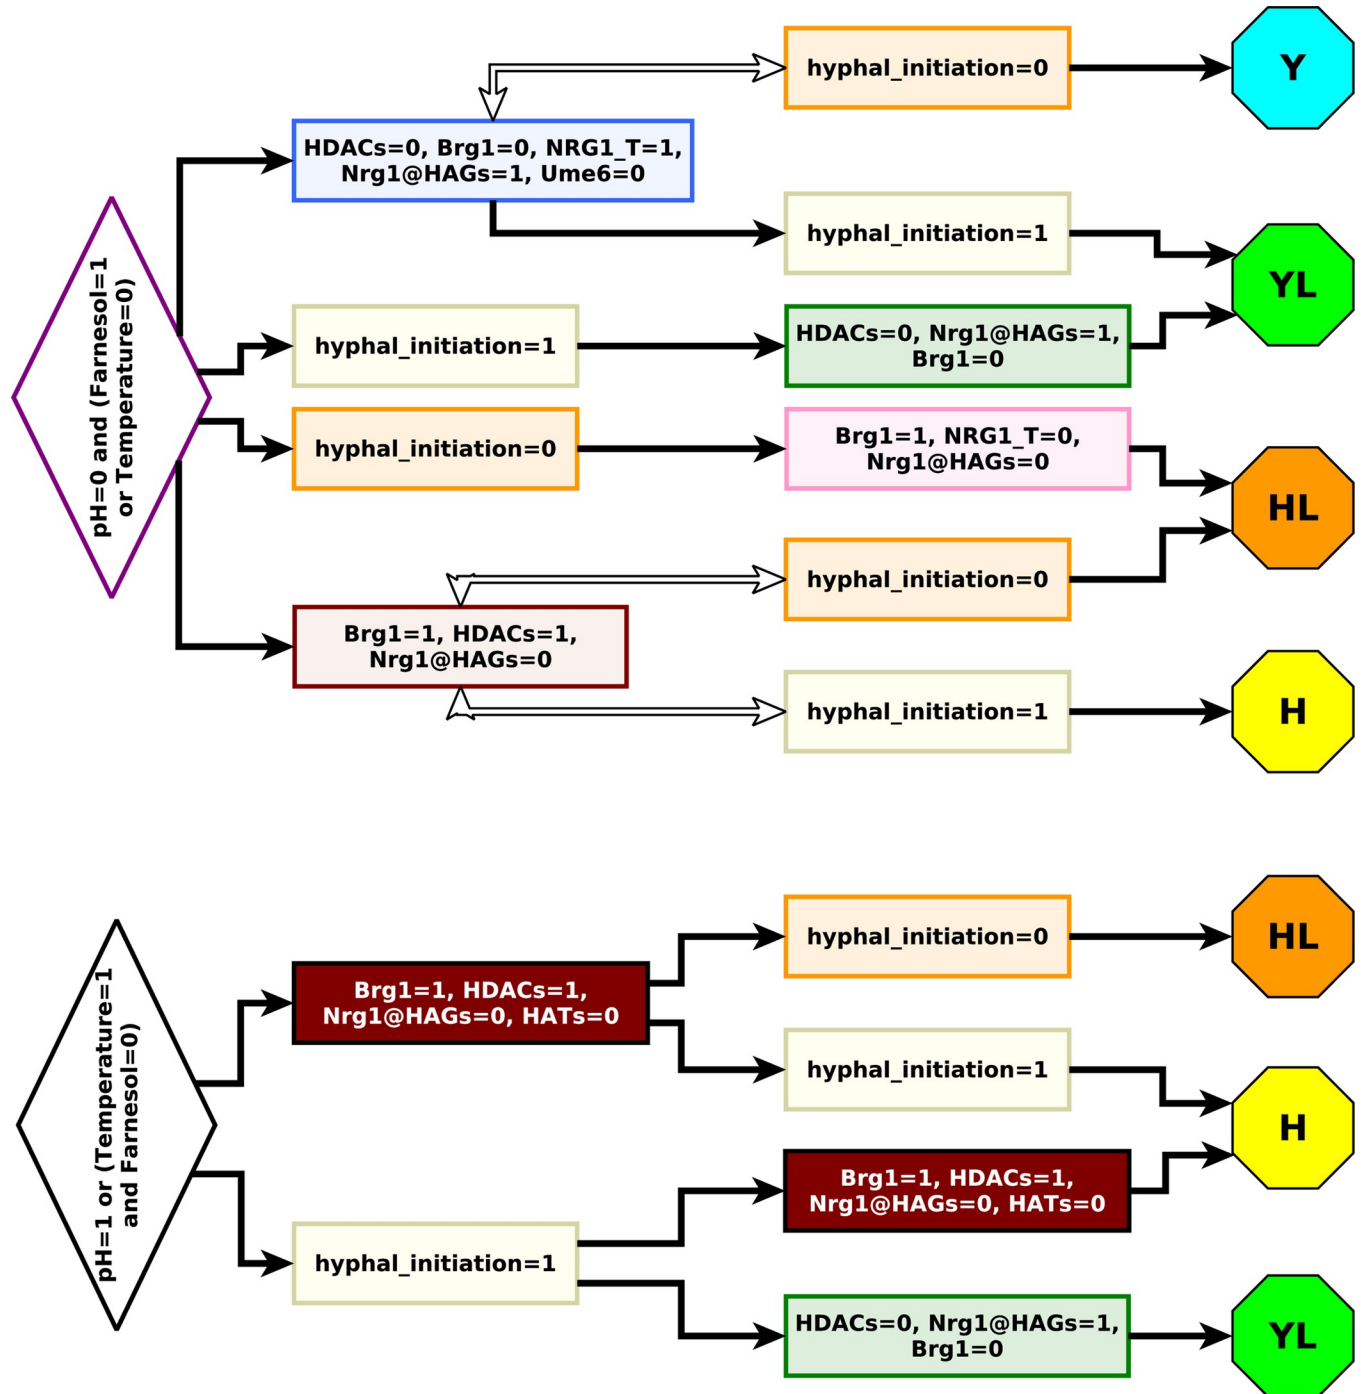 pH=0 and (Farnesol=1
or Temperature=0)
HDACs=0, Brg1=0, NRG1_T=1,
Nrg1@HAGs=1, Ume6=0
hyphal_initiation=0
Y
hyphal_initiation=1
YL
hyphal_initiation=1
HDACs=0, Nrg1@HAGs=1,
Brg1=0
hyphal_initiation=0
Brg1=1, NRG1_T=0,
Nrg1@HAGs=0
HL
Brg1=1, HDACs=1,
Nrg1@HAGs=0
hyphal_initiation=0
hyphal_initiation=1
H
pH=1 or (Temperature=1
and Farnesol=0)
Brg1=1, HDACs=1,
Nrg1@HAGs=0, HATs=0
hyphal_initiation=0
HL
hyphal_initiation=1
H
hyphal_initiation=1
Brg1=1, HDACs=1,
Nrg1@HAGs=0, HATs=0
HDACs=0, Nrg1@HAGs=1,
Brg1=0
YL